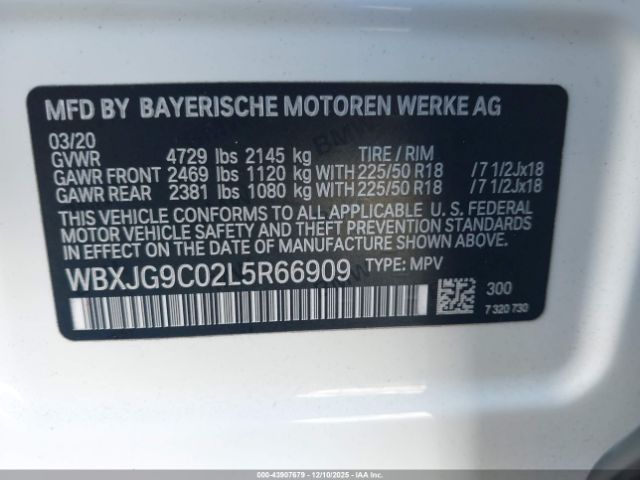 MFD BY BAYERISCHE MOTOREN WERKE AG
03/20
GVWR 4729 lbs 2145 kg TIRE / RIM
GAWR FRONT 2469 lbs 1120 kg WITH 225/50 R18 /7 1/2Jx18
GAWR REAR 2381 lbs 1080 kg WITH 225/50 R18 /7 1/2Jx18
THIS VEHICLE CONFORMS TO ALL APPLICABLE U. S. FEDERAL
MOTOR VEHICLE SAFETY AND THEFT PREVENTION STANDARDS
IN EFFECT ON THE DATE OF MANUFACTURE SHOWN ABOVE.
WBXJG9C02L5R66909 TYPE: MPV
300
7 320 730
000-43907679 - 12/10/2025 - IAAI.COM